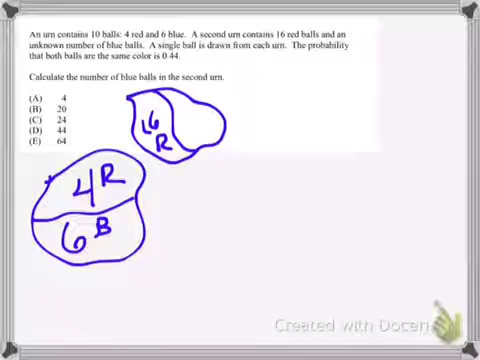 An urn contains 10 balls: 4 red and 6 blue. A second urn contains 16 red balls and an
unknown number of blue balls. A single ball is drawn from each urn. The probability
that both balls are the same color is 0.44.
Calculate the number of blue balls in the second urn.
(A) 4
(B) 20
(C) 24
(D) 44
(E) 64
16
R
4R
6B
Created with Doceri